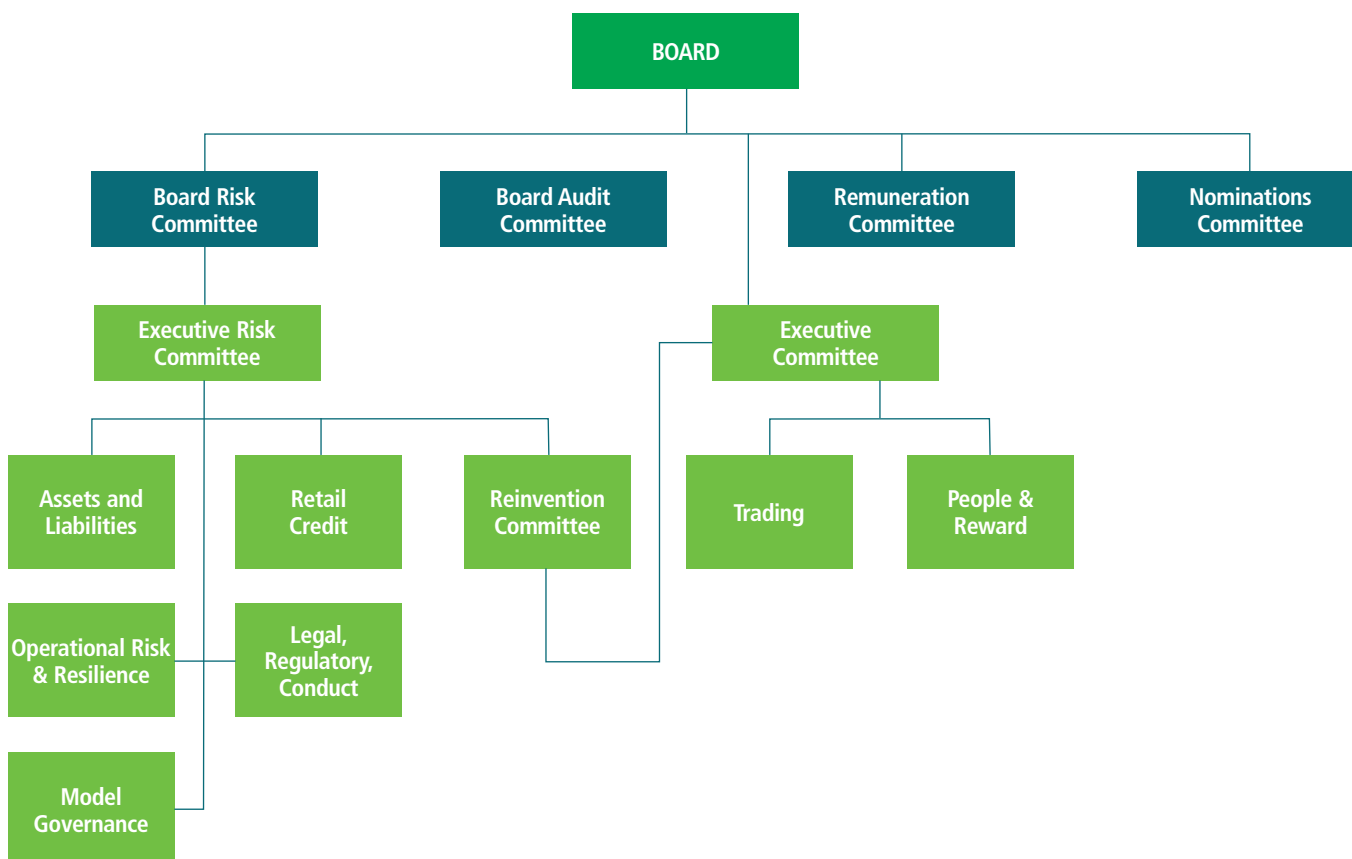 BOARD
Board Risk
Committee
Board Audit
Committee
Remuneration
Committee
Nominations
Committee
Executive Risk
Committee
Executive
Committee
Assets and
Liabilities
Retail
Credit
Reinvention
Committee
Trading
People &
Reward
Operational Risk
& Resilience
Legal,
Regulatory,
Conduct
Model
Governance